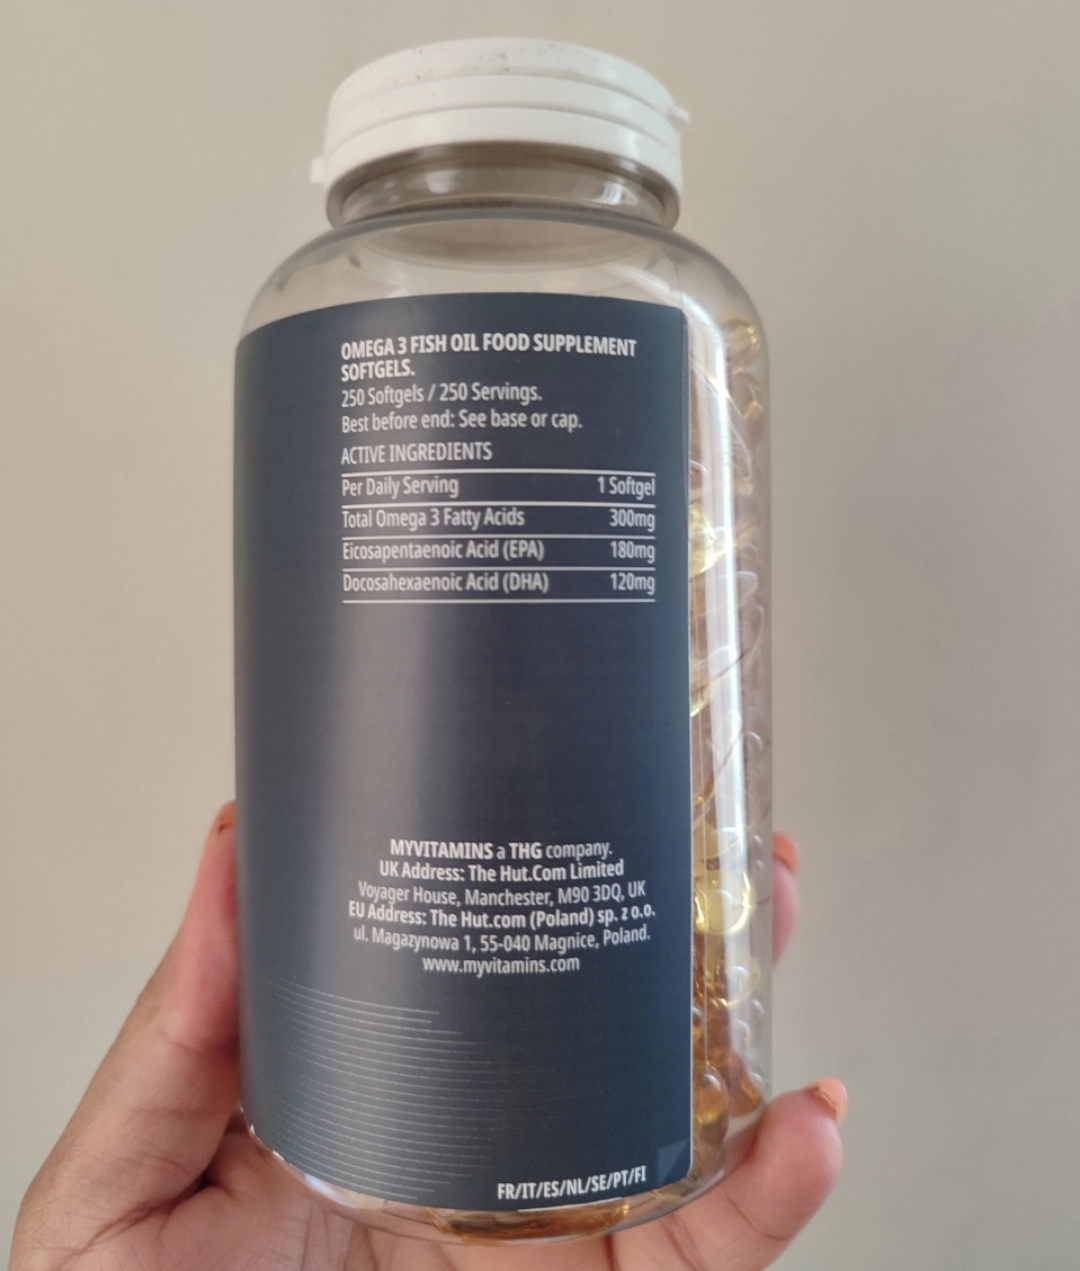 OMEGA 3 FISH OIL FOOD SUPPLEMENT
SOFTGELS.
250 Softgels / 250 Servings.
Best before end: See base or cap.
ACTIVE INGREDIENTS
Per Daily Serving 1 Softgel
Total Omega 3 Fatty Acids 300mg
Eicosapentaenoic Acid (EPA) 180mg
Docosahexaenoic Acid (DHA) 120mg
MYVITAMINS a THG company.
UK Address: The Hut.Com Limited
Voyager House, Manchester, M90 3DQ, UK
EU Address: The Hut.com (Poland) sp. z o.o.
ul. Magazynowa 1, 55-040 Magnice, Poland.
www.myvitamins.com
FR/IT/ES/NL/SE/PT/FI